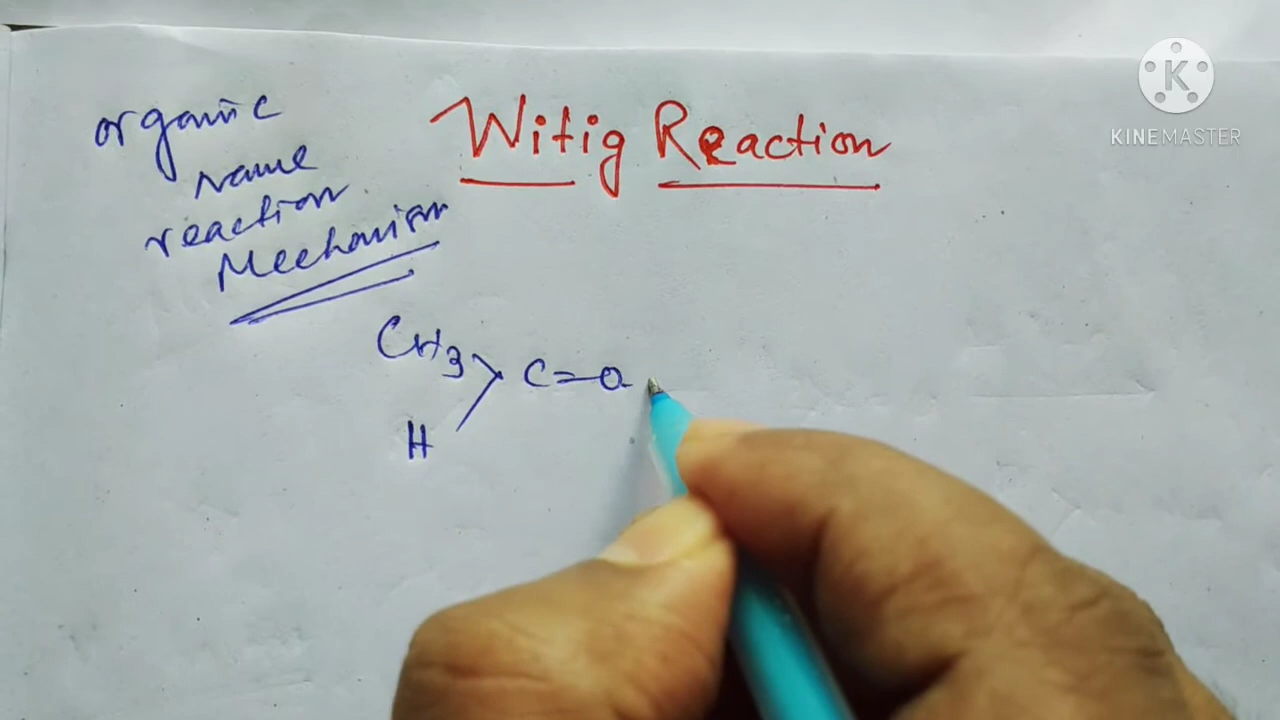 organic
name
reaction
Mechanism
Witig Reaction
CH3
C=O
H
KINEMASTER